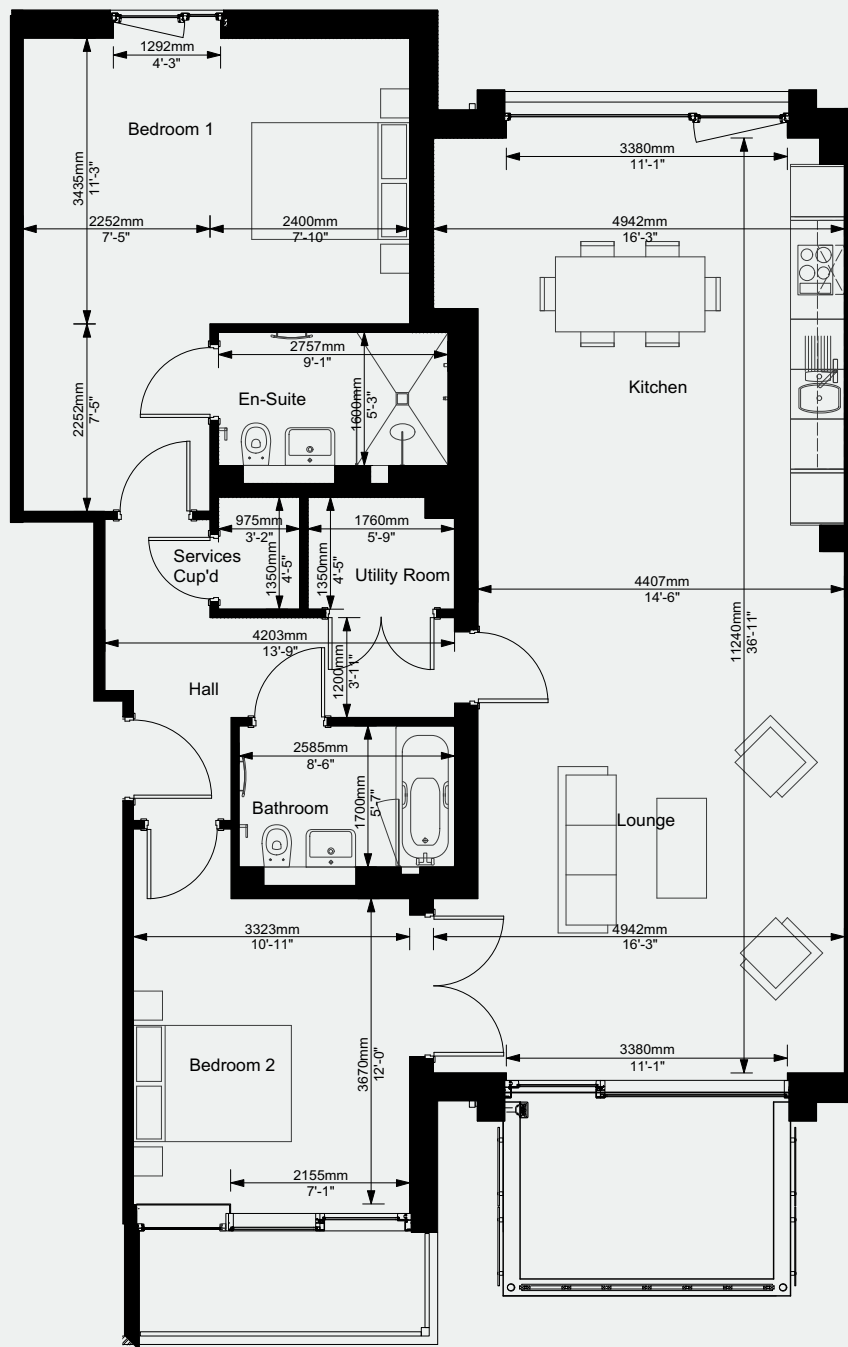 1292mm
4'-3"
Bedroom 1
3435mm
11'-3"
3380mm
11'-1"
2252mm
7'-5"
2400mm
7'-10"
4942mm
16'-3"
2757mm
9'-1"
En-Suite
1600mm
5'-3"
2252mm
7'-5"
Kitchen
975mm
3'-2"
1760mm
5'-9"
Services
Cup'd
1350mm
4'-5"
1350mm
4'-5"
Utility Room
4407mm
14'-6"
11240mm
36'-11"
4203mm
13'-9"
1200mm
3'-11"
Hall
2585mm
8'-6"
Bathroom
1700mm
5'-7"
Lounge
3323mm
10'-11"
4942mm
16'-3"
Bedroom 2
3670mm
12'-0"
3380mm
11'-1"
2155mm
7'-1"